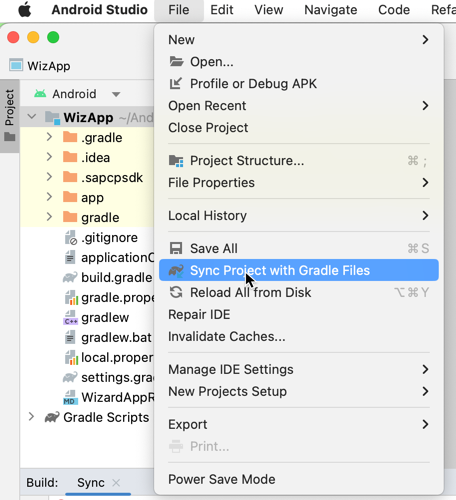 Android Studio File Edit View Navigate Code Refa
WizApp
Project
Android
WizApp ~/And
.gradle
.idea
.sapcpsdk
app
gradle
.gitignore
applicationC
build.gradle
gradle.prope
gradlew
gradlew.bat
local.proper
settings.gra
WizardAppR
Gradle Scripts
New
Open...
Profile or Debug APK
Open Recent
Close Project
Project Structure... ⌘ ;
File Properties
Local History
Save All ⌘ S
Sync Project with Gradle Files
Reload All from Disk ⌥⌘Y
Repair IDE
Invalidate Caches...
Manage IDE Settings
New Projects Setup
Export
Print...
Power Save Mode
Build: Sync